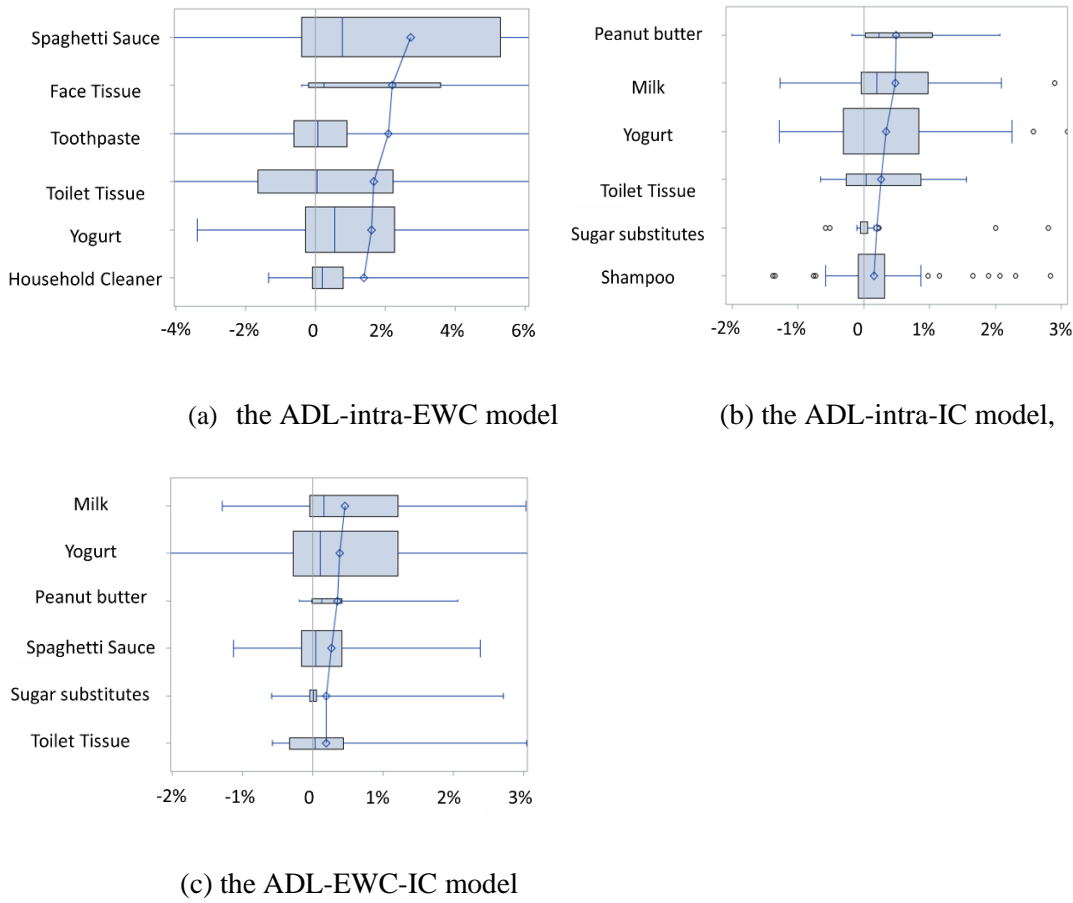 Spaghetti Sauce
Face Tissue
Toothpaste
Toilet Tissue
Yogurt
Household Cleaner
-4% -2% 0 2% 4% 6%
(a) the ADL-intra-EWC model
Peanut butter
Milk
Yogurt
Toilet Tissue
Sugar substitutes
Shampoo
-2% -1% 0 1% 2% 3%
(b) the ADL-intra-IC model,
Milk
Yogurt
Peanut butter
Spaghetti Sauce
Sugar substitutes
Toilet Tissue
-2% -1% 0 1% 2% 3%
(c) the ADL-EWC-IC model